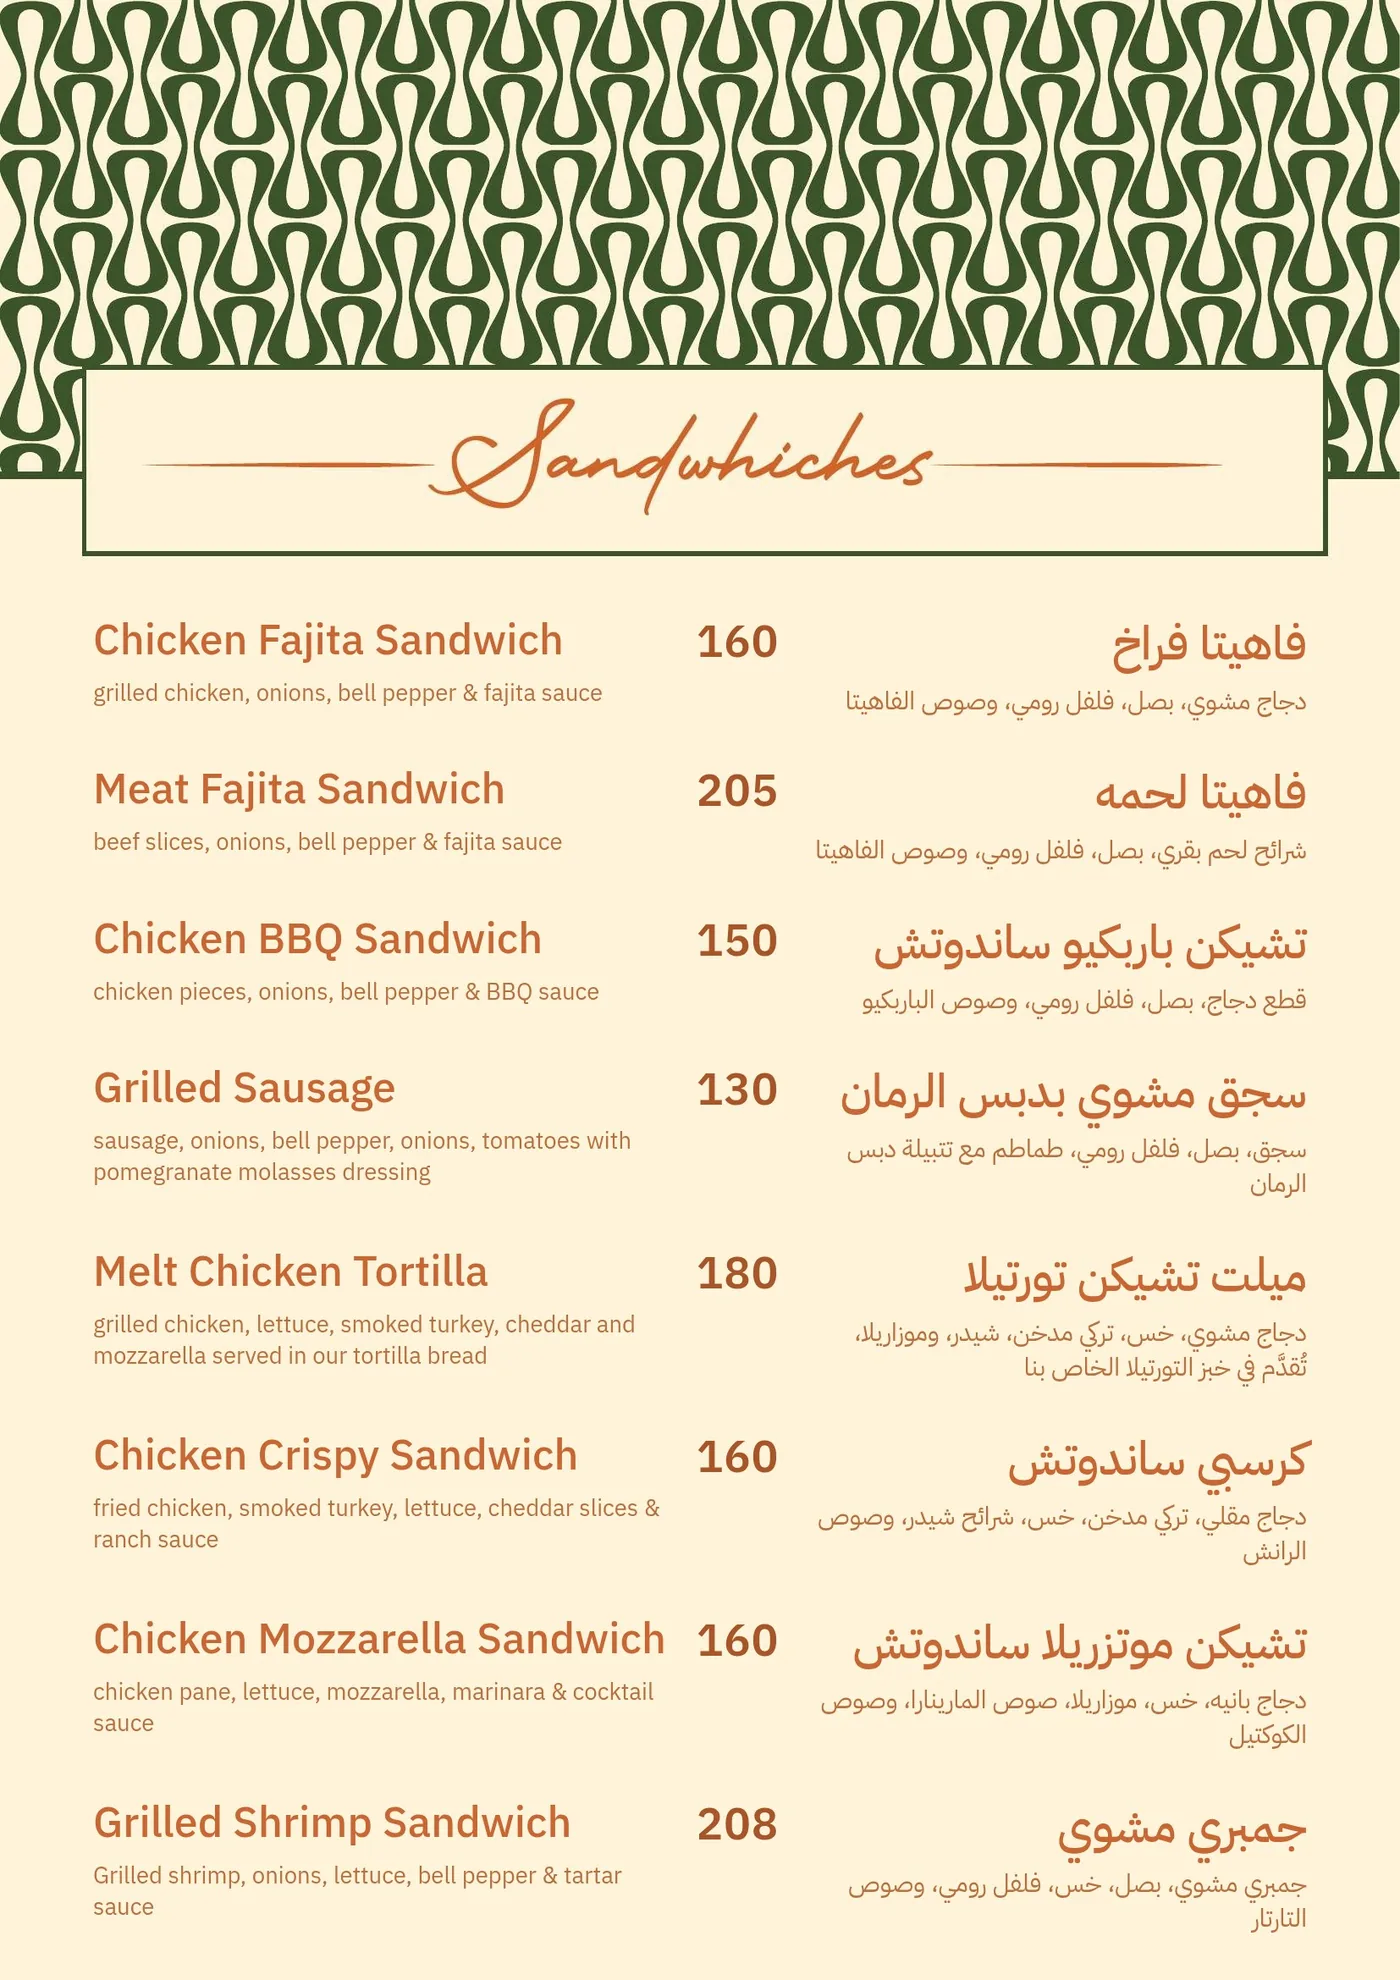 Sandwhiches
Chicken Fajita Sandwich
160
فاهيتا فراخ
grilled chicken, onions, bell pepper & fajita sauce
دجاج مشوي، بصل، فلفل رومي، وصوص الفاهيتا
Meat Fajita Sandwich
205
فاهيتا لحمه
beef slices, onions, bell pepper & fajita sauce
شرائح لحم بقري، بصل، فلفل رومي، وصوص الفاهيتا
Chicken BBQ Sandwich
150
تشيكن باربكيو ساندوتش
chicken pieces, onions, bell pepper & BBQ sauce
قطع دجاج، بصل، فلفل رومي، وصوص الباربكيو
Grilled Sausage
130
سجق مشوي بدبس الرمان
sausage, onions, bell pepper, onions, tomatoes with
pomegranate molasses dressing
سجق، بصل، فلفل رومي، طماطم مع تتبيلة دبس
الرمان
Melt Chicken Tortilla
180
ميلت تشيكن تورتيلا
grilled chicken, lettuce, smoked turkey, cheddar and
mozzarella served in our tortilla bread
دجاج مشوي، خس، تركي مدخن، شيدر، وموزاريلا،
تُقدَّم في خبز التورتيلا الخاص بنا
Chicken Crispy Sandwich
160
كرسبي ساندوتش
fried chicken, smoked turkey, lettuce, cheddar slices &
ranch sauce
دجاج مقلي، تركي مدخن، خس، شرائح شيدر، وصوص
الرانش
Chicken Mozzarella Sandwich
160
تشيكن موتزريلا ساندوتش
chicken pane, lettuce, mozzarella, marinara & cocktail
sauce
دجاج بانيه، خس، موزاريلا، صوص المارينارا، وصوص
الكوكتيل
Grilled Shrimp Sandwich
208
جمبري مشوي
Grilled shrimp, onions, lettuce, bell pepper & tartar
sauce
جمبري مشوي، بصل، خس، فلفل رومي، وصوص
التارتار